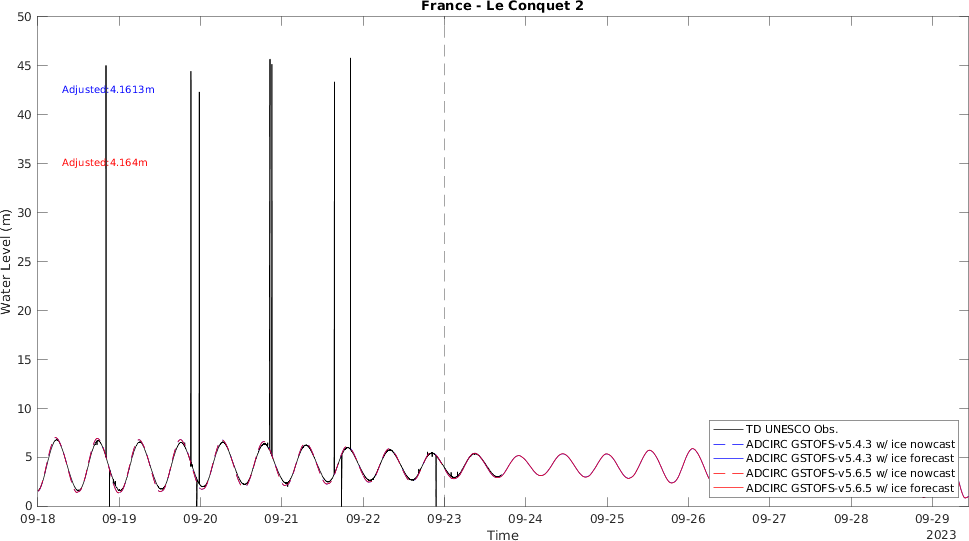 France - Le Conquet 2
50
45
40
35
30
25
20
15
10
5
0
Water Level (m)
Adjusted:4.1613m
Adjusted:4.164m
TD UNESCO Obs.
ADCIRC GSTOFS-v5.4.3 w/ ice nowcast
ADCIRC GSTOFS-v5.4.3 w/ ice forecast
ADCIRC GSTOFS-v5.6.5 w/ ice nowcast
ADCIRC GSTOFS-v5.6.5 w/ ice forecast
09-18 09-19 09-20 09-21 09-22 09-23 09-24 09-25 09-26 09-27 09-28 09-29
2023
Time